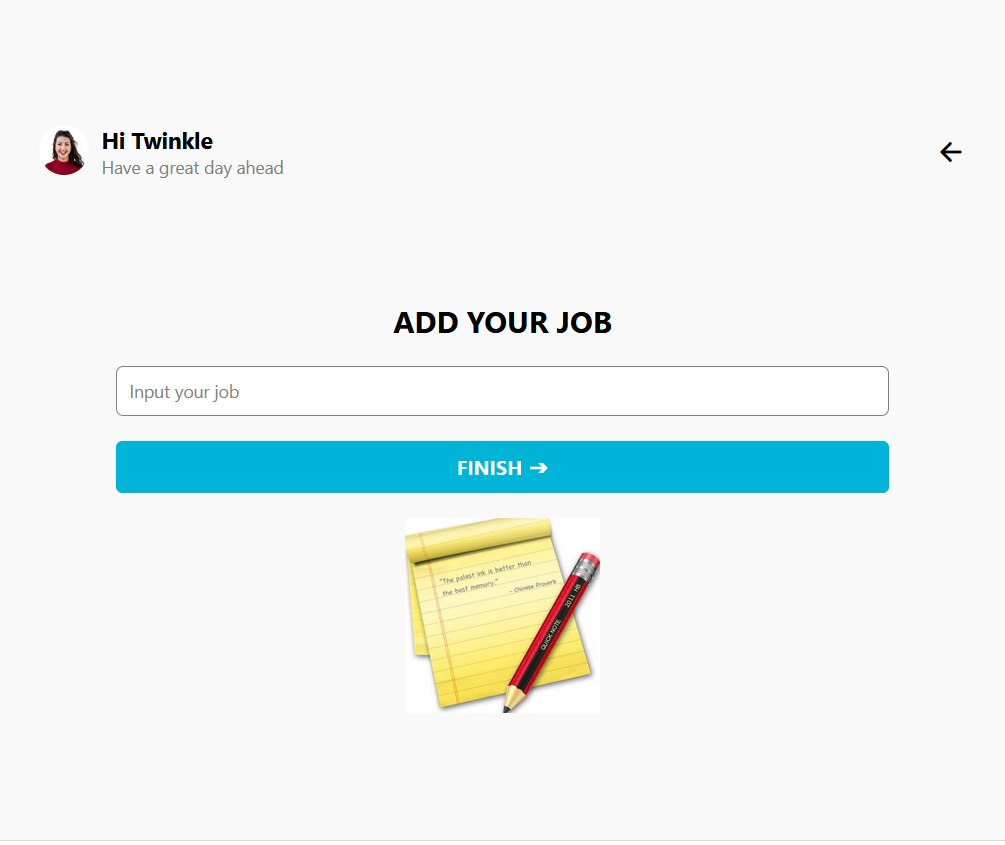 Hi Twinkle
Have a great day ahead
ADD YOUR JOB
Input your job
FINISH ➔
"The palest ink is better than
the best memory."
- Chinese Proverb
QUICK NOTE 2011 HB